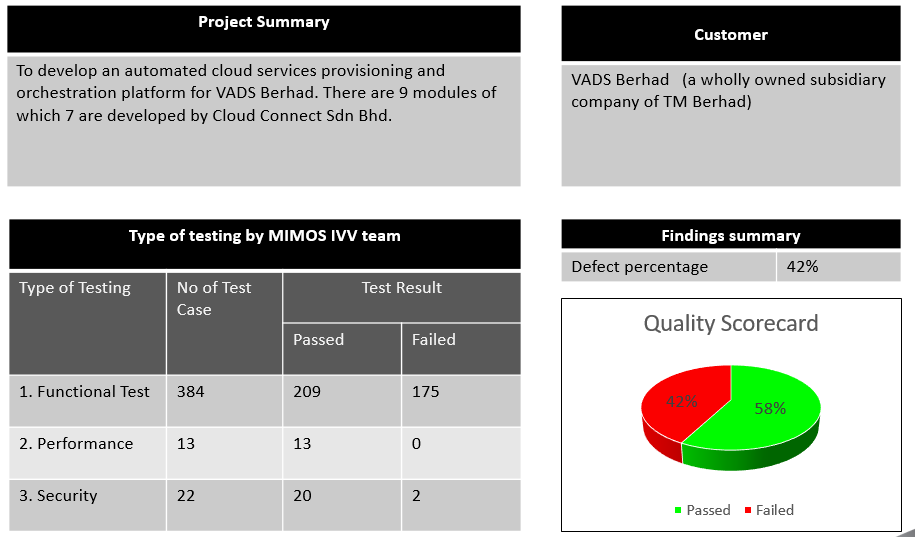 Project Summary
To develop an automated cloud services provisioning and
orchestration platform for VADS Berhad. There are 9 modules of
which 7 are developed by Cloud Connect Sdn Bhd.
Customer
VADS Berhad (a wholly owned subsidiary
company of TM Berhad)
Type of testing by MIMOS IVV team
Type of Testing
No of Test
Case
Test Result
Passed
Failed
1. Functional Test 384 209 175
2. Performance 13 13 0
3. Security 22 20 2
Findings summary
Defect percentage 42%
Quality Scorecard
42%
58%
Passed Failed